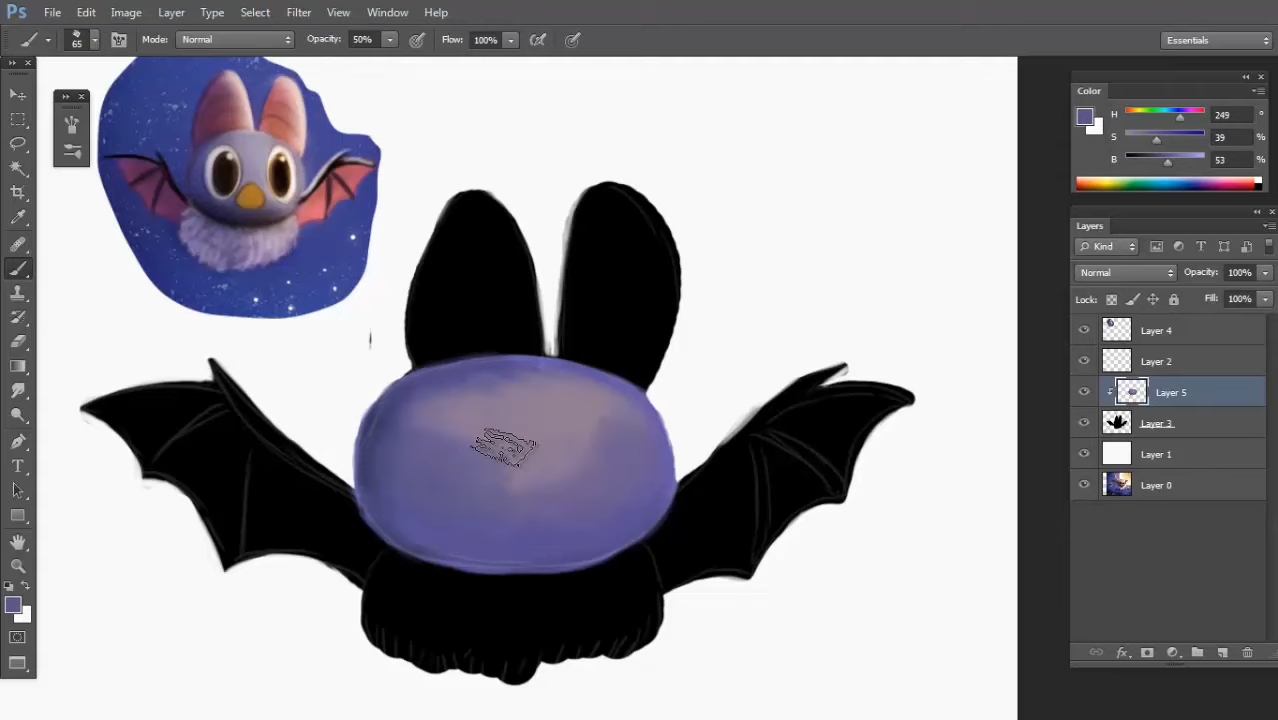 Ps File Edit Image Layer Type Select Filter View Window Help
65 Mode: Normal Opacity: 50% Flow: 100% Essentials
Color
H 249 °
S 39 %
B 53 %
Layers
Kind
Normal Opacity: 100%
Lock: Fill: 100%
Layer 4
Layer 2
Layer 5
Layer 3
Layer 1
Layer 0